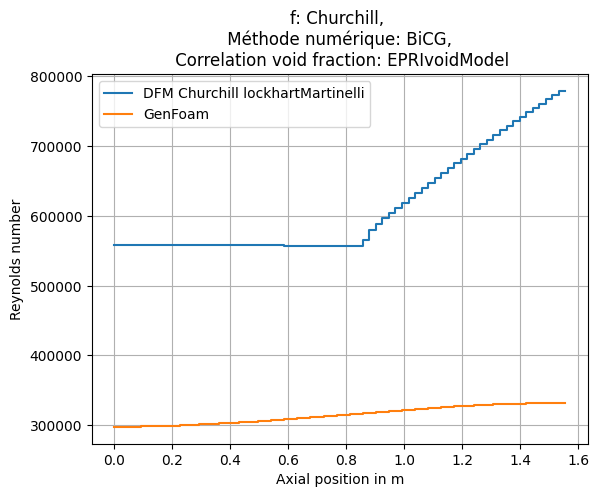 f: Churchill,
Méthode numérique: BiCG,
Correlation void fraction: EPRIvoidModel
DFM Churchill lockhartMartinelli
GenFoam
Reynolds number
800000
700000
600000
500000
400000
300000
0.0 0.2 0.4 0.6 0.8 1.0 1.2 1.4 1.6
Axial position in m